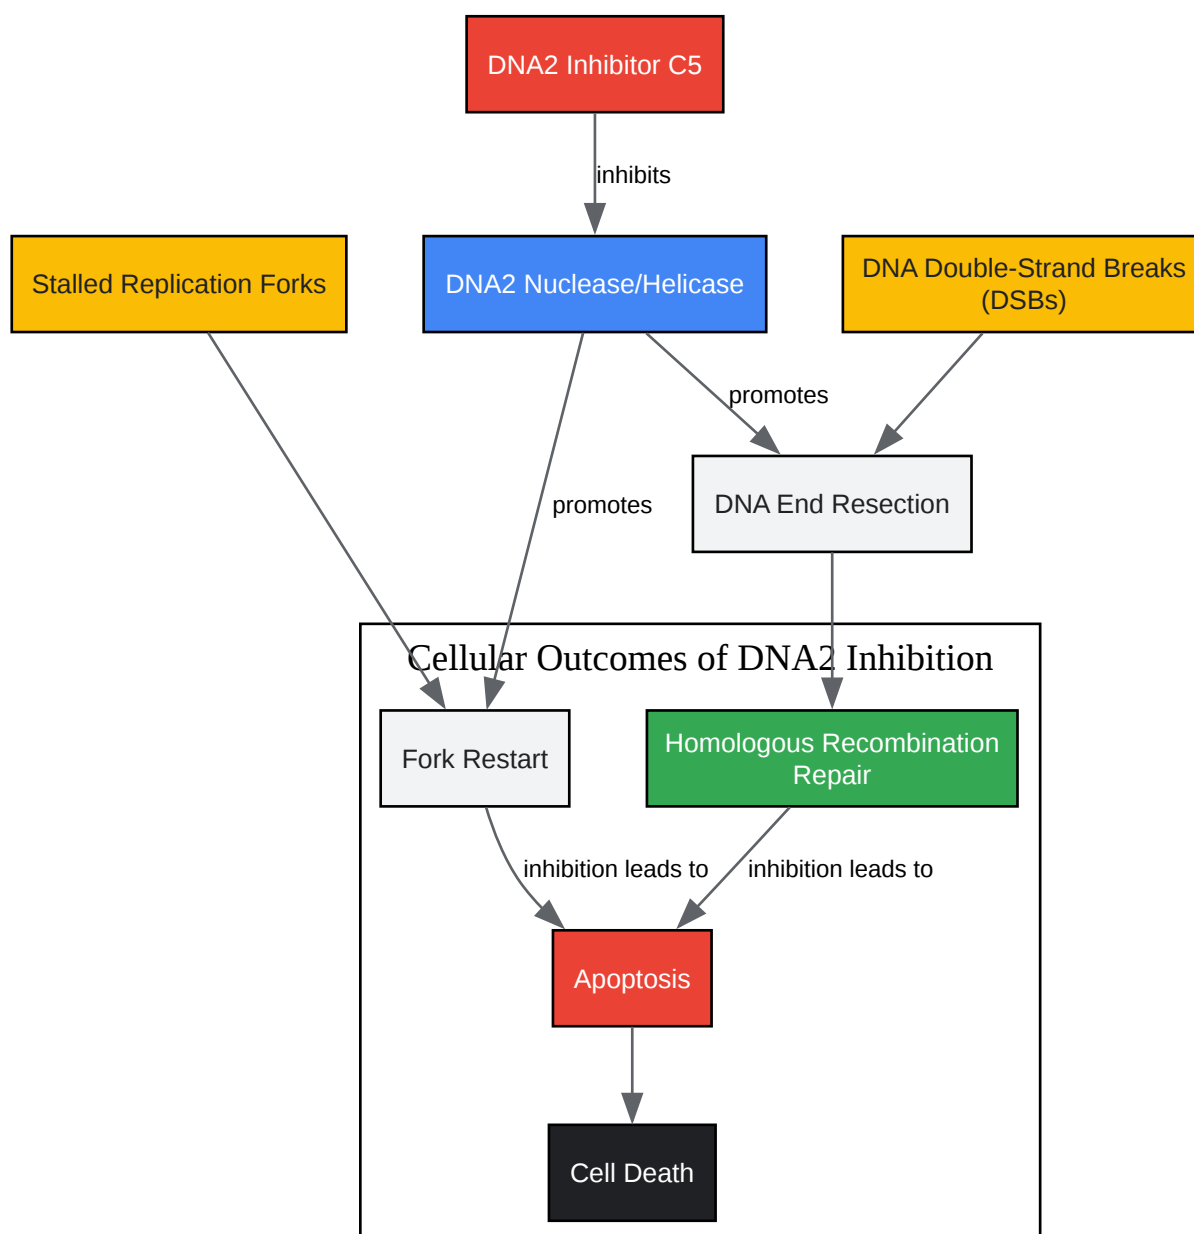 DNA2 Inhibitor C5
inhibits
Stalled Replication Forks
DNA2 Nuclease/Helicase
DNA Double-Strand Breaks
(DSBs)
promotes
DNA End Resection
promotes
Cellular Outcomes of DNA2 Inhibition
Fork Restart
Homologous Recombination
Repair
inhibition leads to
inhibition leads to
Apoptosis
Cell Death